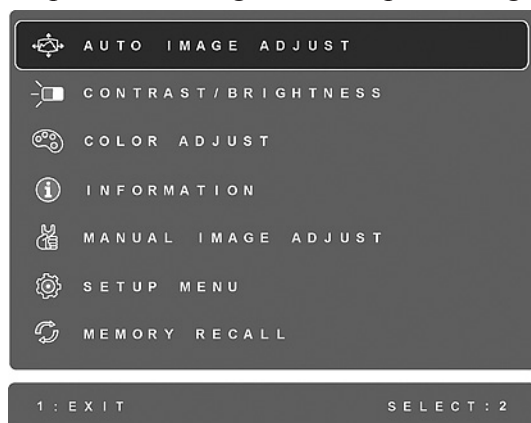 AUTO IMAGE ADJUST
CONTRAST/BRIGHTNESS
COLOR ADJUST
INFORMATION
MANUAL IMAGE ADJUST
SETUP MENU
MEMORY RECALL
1:EXIT SELECT:2